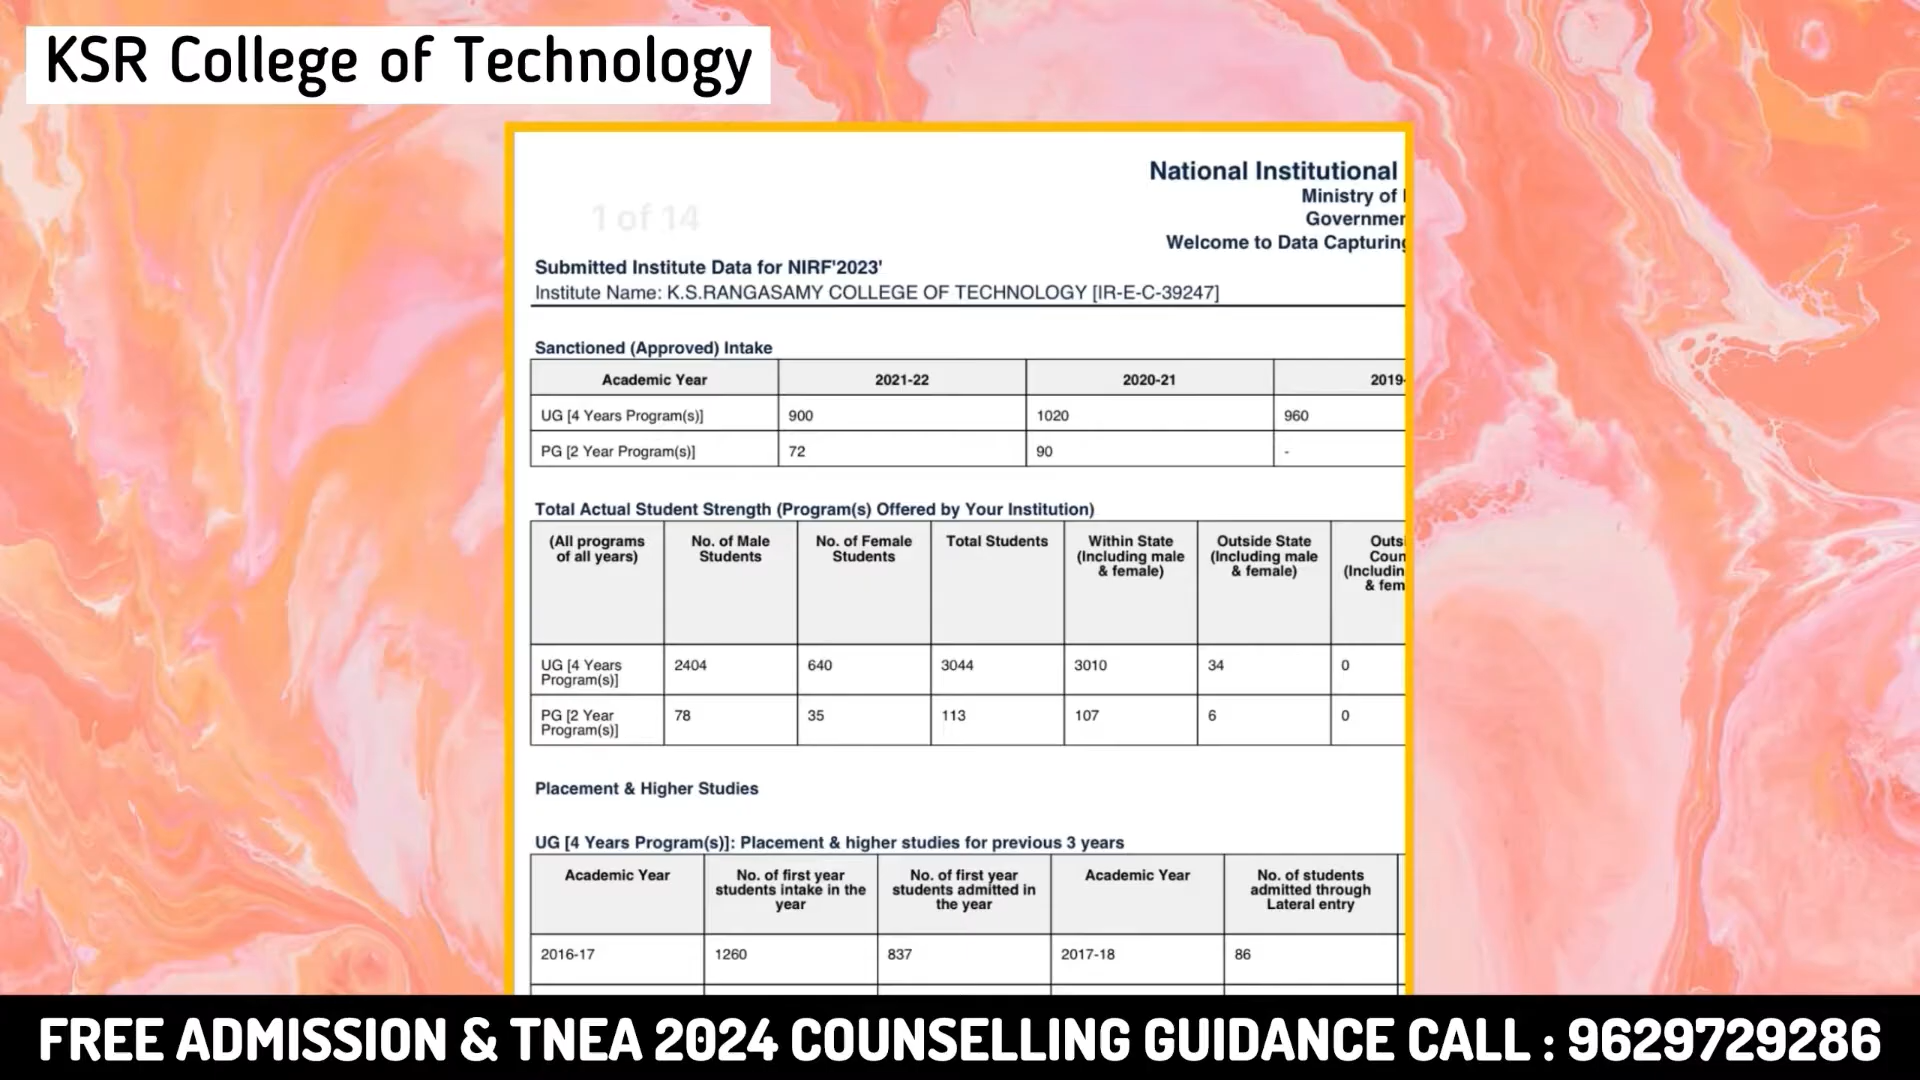 KSR College of Technology
National Institutional
Ministry of
Governmer
Welcome to Data Capturing
1 of 14
Submitted Institute Data for NIRF'2023'
Institute Name: K.S.RANGASAMY COLLEGE OF TECHNOLOGY [IR-E-C-39247]
Sanctioned (Approved) Intake
Academic Year 2021-22 2020-21 2019-
UG [4 Years Program(s)] 900 1020 960
PG [2 Year Program(s)] 72 90 -
Total Actual Student Strength (Program(s) Offered by Your Institution)
(All programs No. of Male No. of Female Total Students Within State Outside State Outsi
of all years) Students Students (Including male (Including male Coun
& female) & female) (Includin
& fem
UG [4 Years 2404 640 3044 3010 34 0
Program(s)]
PG [2 Year 78 35 113 107 6 0
Program(s)]
Placement & Higher Studies
UG [4 Years Program(s)]: Placement & higher studies for previous 3 years
Academic Year No. of first year No. of first year Academic Year No. of students
students intake in the students admitted in admitted through
year the year Lateral entry
2016-17 1260 837 2017-18 86
FREE ADMISSION & TNEA 2024 COUNSELLING GUIDANCE CALL : 9629729286